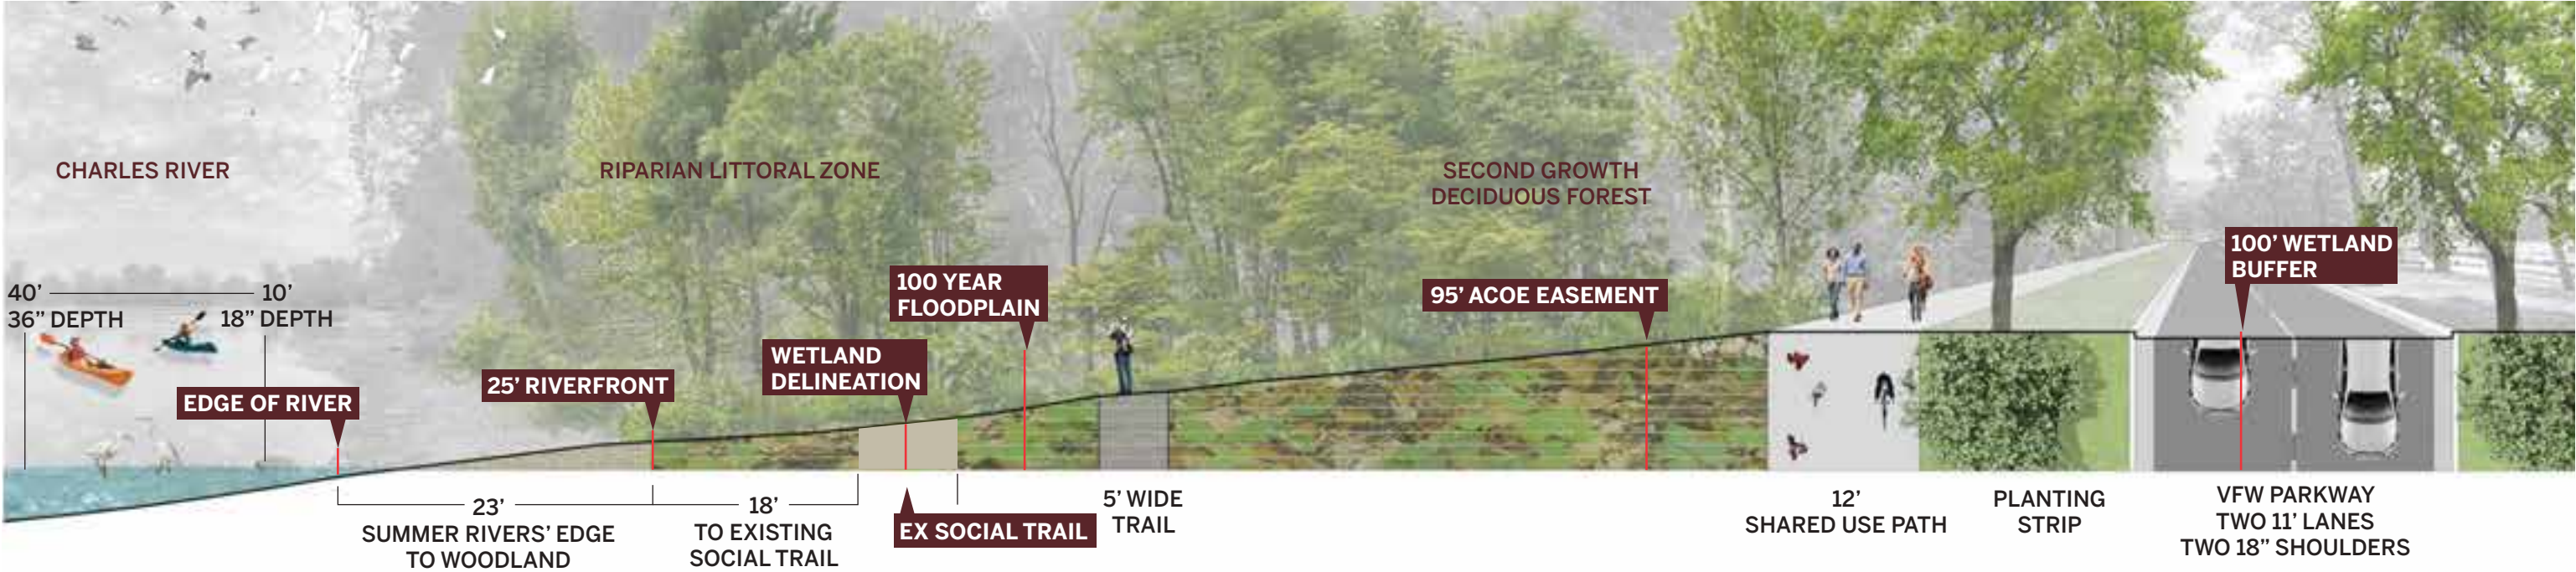 CHARLES RIVER
RIPARIAN LITTORAL ZONE
SECOND GROWTH
DECIDUOUS FOREST
40’
36” DEPTH
10’
18” DEPTH
EDGE OF RIVER
25’ RIVERFRONT
WETLAND
DELINEATION
100 YEAR
FLOODPLAIN
95’ ACOE EASEMENT
100’ WETLAND
BUFFER
23’
SUMMER RIVERS’ EDGE
TO WOODLAND
18’
TO EXISTING
SOCIAL TRAIL
EX SOCIAL TRAIL
5’ WIDE
TRAIL
12’
SHARED USE PATH
PLANTING
STRIP
VFW PARKWAY
TWO 11’ LANES
TWO 18” SHOULDERS